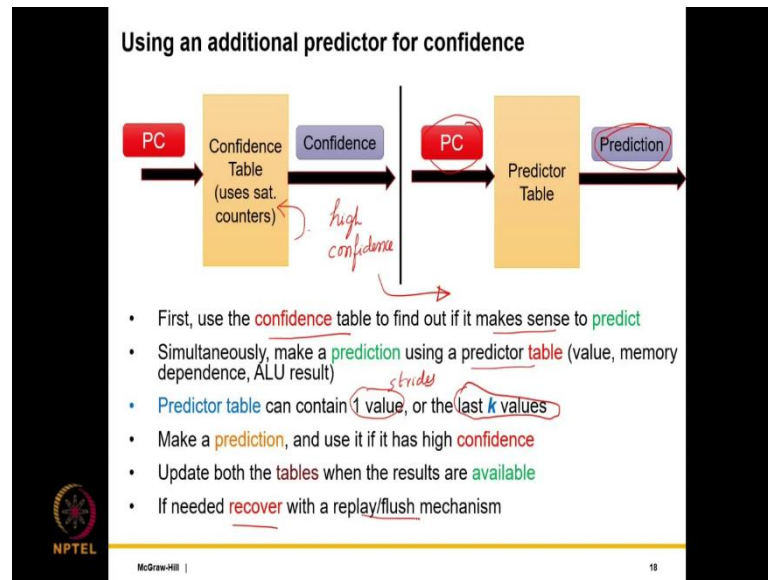 Using an additional predictor for confidence
PC
Confidence
Table
(uses sat.
counters)
Confidence
PC
Predictor
Table
Prediction
high
confidence
• First, use the confidence table to find out if it makes sense to predict
• Simultaneously, make a prediction using a predictor table (value, memory
dependence, ALU result)
strides
• Predictor table can contain 1 value, or the last k values
• Make a prediction, and use it if it has high confidence
• Update both the tables when the results are available
• If needed recover with a replay/flush mechanism
NPTEL
McGraw-Hill |
18